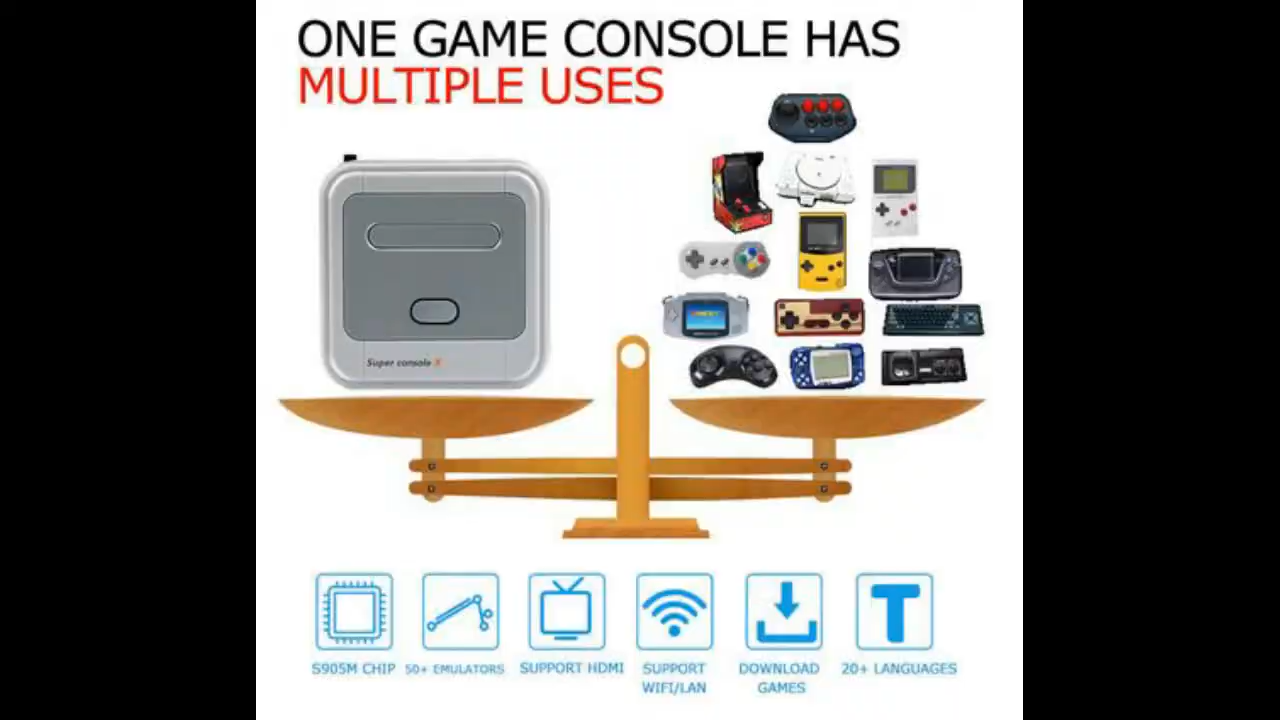 ONE GAME CONSOLE HAS
MULTIPLE USES
Super console X
S905M CHIP
50+ EMULATORS
SUPPORT HDMI
SUPPORT
WIFI/LAN
DOWNLOAD
GAMES
20+ LANGUAGES